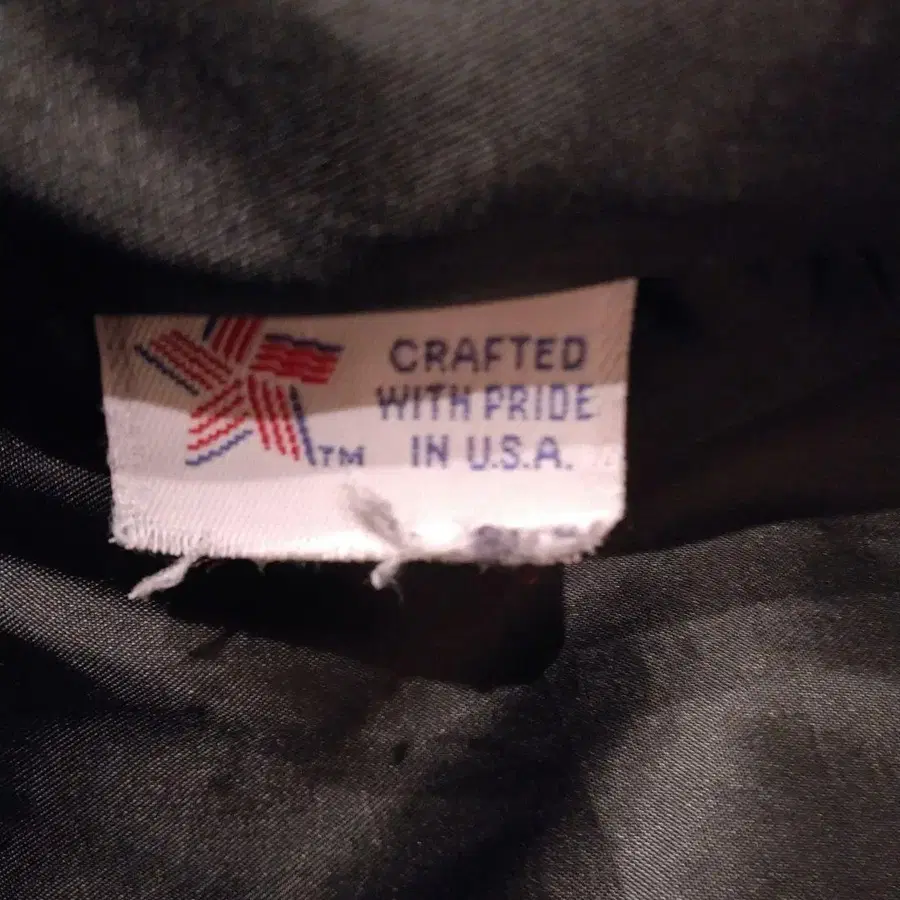 CRAFTED
WITH PRIDE
IN U.S.A.
TM